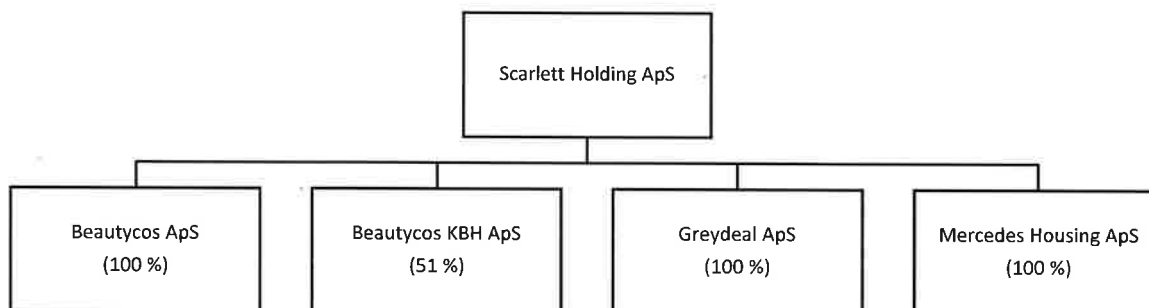 Scarlett Holding ApS
Beautycos ApS
(100 %)
Beautycos KBH ApS
(51 %)
Greydeal ApS
(100 %)
Mercedes Housing ApS
(100 %)